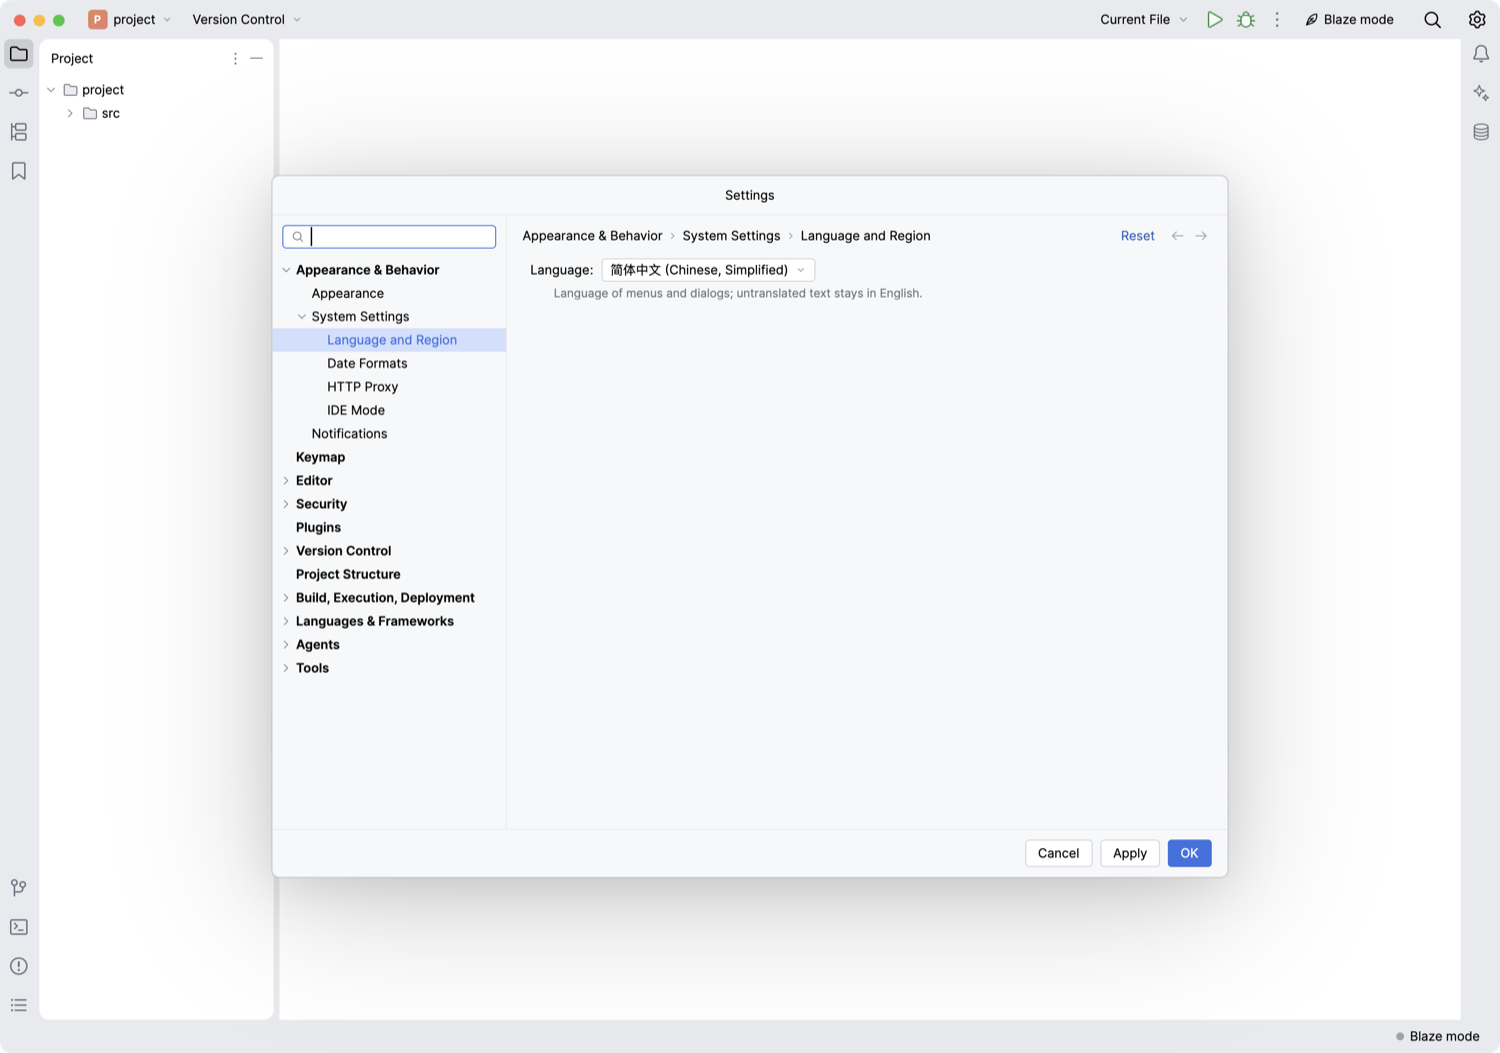 P project Version Control Current File Blaze mode
Project
project
src
Settings
Appearance & Behavior
Appearance
System Settings
Language and Region
Date Formats
HTTP Proxy
IDE Mode
Notifications
Keymap
Editor
Security
Plugins
Version Control
Project Structure
Build, Execution, Deployment
Languages & Frameworks
Agents
Tools
Appearance & Behavior › System Settings › Language and Region Reset
Language: 简体中文 (Chinese, Simplified)
Language of menus and dialogs; untranslated text stays in English.
Cancel Apply OK
Blaze mode